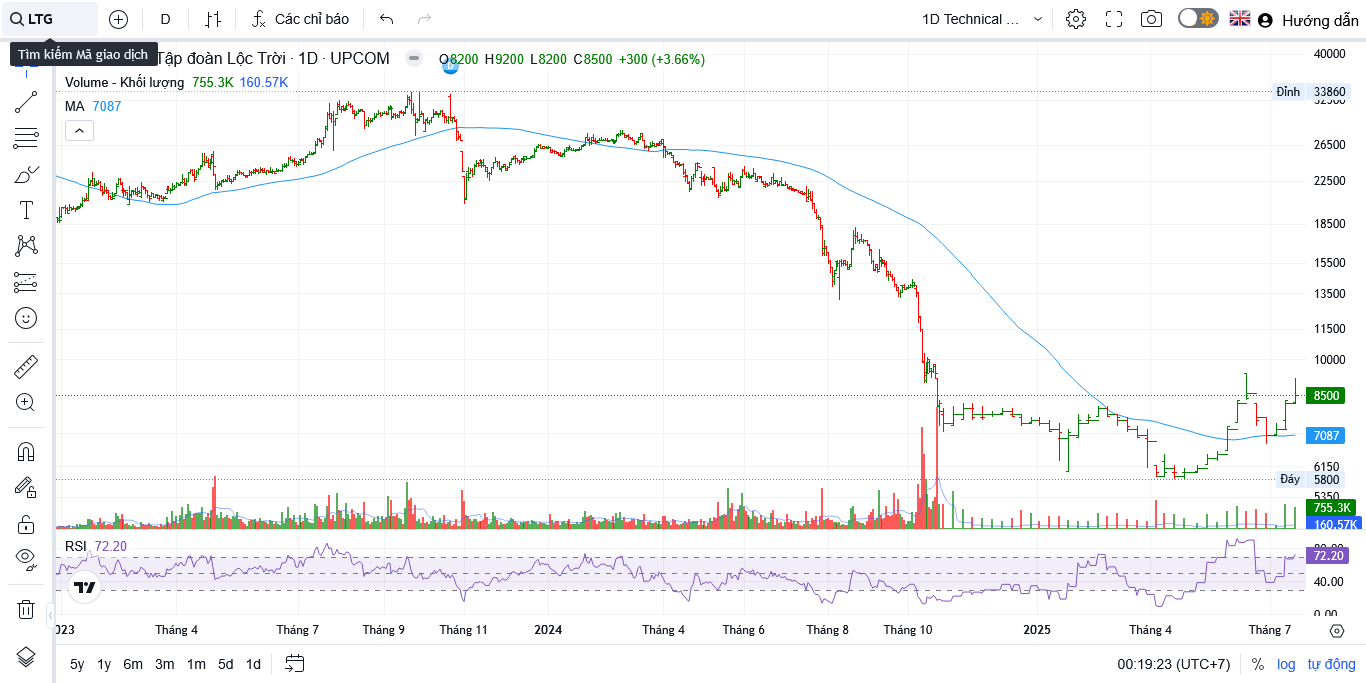 LTG D Các chỉ báo 1D Technical ... Hướng dẫn
Tìm kiếm Mã giao dịch
Tập đoàn Lộc Trời · 1D · UPCOM O8200 H9200 L8200 C8500 +300 (+3.66%)
Volume - Khối lượng 755.3K 160.57K
MA 7087
40000
Đỉnh 33860
32500
26500
22500
18500
15500
13500
11500
10000
8500
7087
6150
Đáy 5800
5350
755.3K
160.57K
RSI 72.20
80.00
72.20
40.00
0.00
2023 Tháng 4 Tháng 7 Tháng 9 Tháng 11 2024 Tháng 4 Tháng 6 Tháng 8 Tháng 10 2025 Tháng 4 Tháng 7
5y 1y 6m 3m 1m 5d 1d 00:19:23 (UTC+7) % log tự động